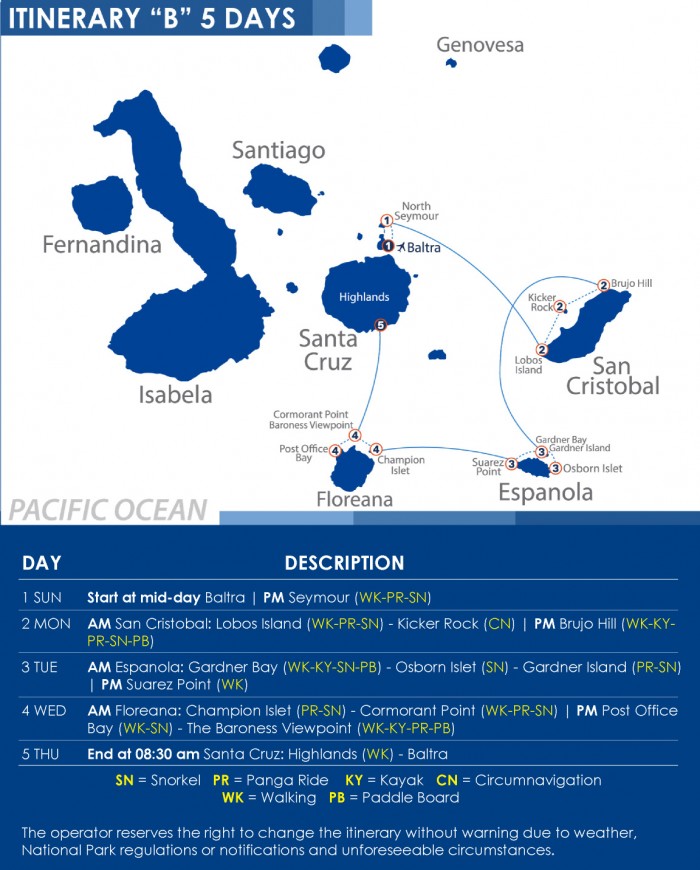 ITINERARY “B” 5 DAYS
Genovesa
Santiago
Fernandina
North
Seymour
1
1
Baltra
Highlands
5
Santa
Cruz
Isabela
2
Brujo Hill
Kicker
Rock
2
2
Lobos
Island
San
Cristobal
Cormorant Point
Baroness Viewpoint
4
Post Office
Bay
4
4
Champion
Islet
Floreana
Gardner Bay
Gardner Island
3
Suarez
Point
3
3
Osborn Islet
Espanola
PACIFIC OCEAN
DAY DESCRIPTION
1 SUN Start at mid-day Baltra | PM Seymour (WK-PR-SN)
2 MON AM San Cristobal: Lobos Island (WK-PR-SN) - Kicker Rock (CN) | PM Brujo Hill (WK-KY-
PR-SN-PB)
3 TUE AM Espanola: Gardner Bay (WK-KY-SN-PB) - Osborn Islet (SN) - Gardner Island (PR-SN)
| PM Suarez Point (WK)
4 WED AM Floreana: Champion Islet (PR-SN) - Cormorant Point (WK-PR-SN) | PM Post Office
Bay (WK-SN) - The Baroness Viewpoint (WK-KY-PR-PB)
5 THU End at 08:30 am Santa Cruz: Highlands (WK) - Baltra
SN = Snorkel PR = Panga Ride KY = Kayak CN = Circumnavigation
WK = Walking PB = Paddle Board
The operator reserves the right to change the itinerary without warning due to weather,
National Park regulations or notifications and unforeseeable circumstances.